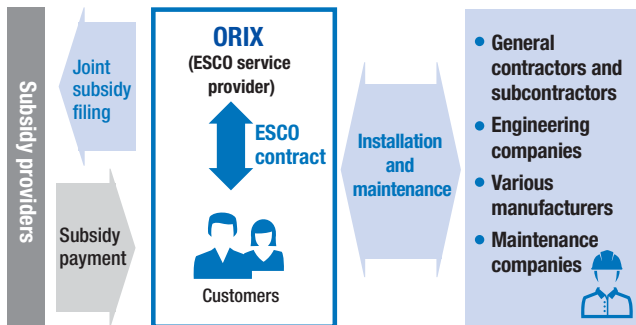 Subsidy providers
Joint
subsidy
filing
Subsidy
payment
ORIX
(ESCO service
provider)
ESCO
contract
Customers
Installation
and
maintenance
• General
contractors and
subcontractors
• Engineering
companies
• Various
manufacturers
• Maintenance
companies